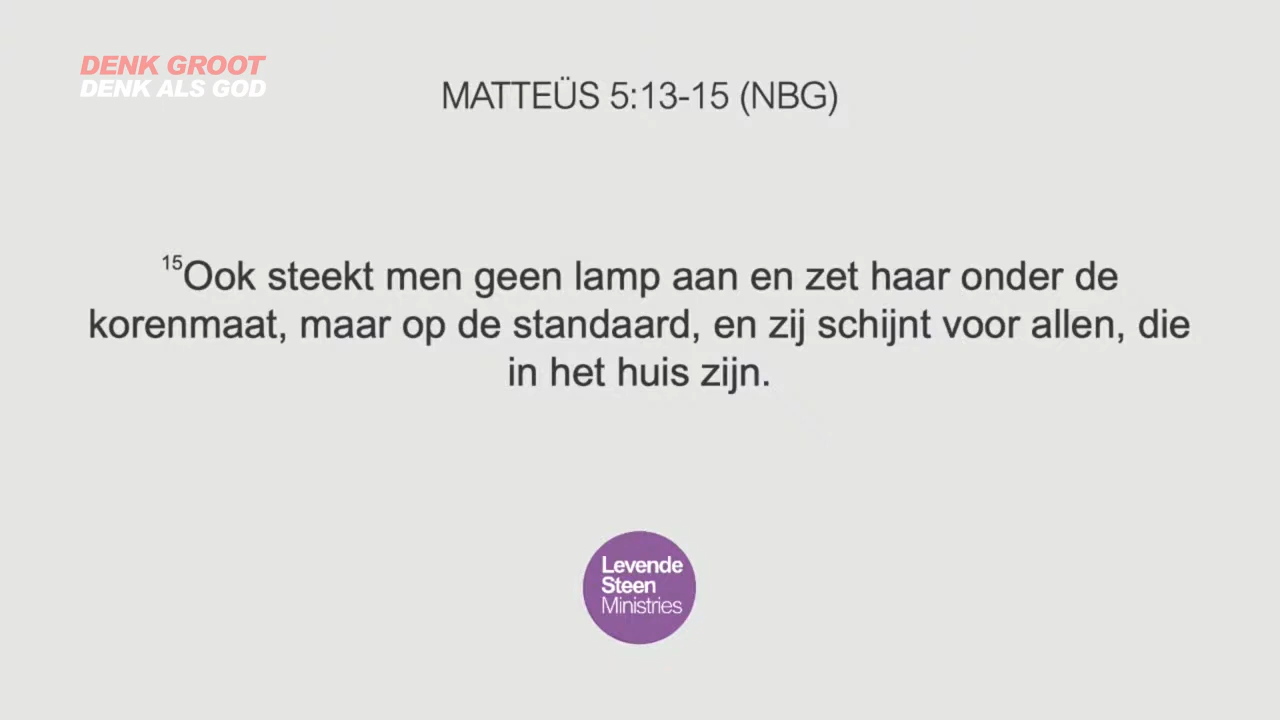 DENK GROOT
DENK ALS GOD
MATTEÜS 5:13-15 (NBG)
15Ook steekt men geen lamp aan en zet haar onder de
korenmaat, maar op de standaard, en zij schijnt voor allen, die
in het huis zijn.
Levende
Steen
Ministries